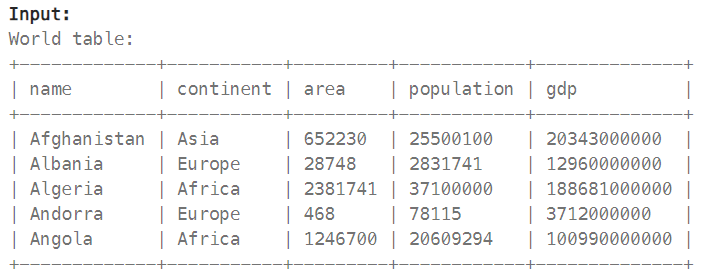 Input:
World table:
+-------------+-----------+---------+------------+--------------+
| name        | continent | area    | population | gdp          |
+-------------+-----------+---------+------------+--------------+
| Afghanistan | Asia      | 652230  | 25500100   | 20343000000  |
| Albania     | Europe    | 28748   | 2831741    | 12960000000  |
| Algeria     | Africa    | 2381741 | 37100000   | 188681000000 |
| Andorra     | Europe    | 468     | 78115      | 3712000000   |
| Angola      | Africa    | 1246700 | 20609294   | 100990000000 |
+-------------+-----------+---------+------------+--------------+